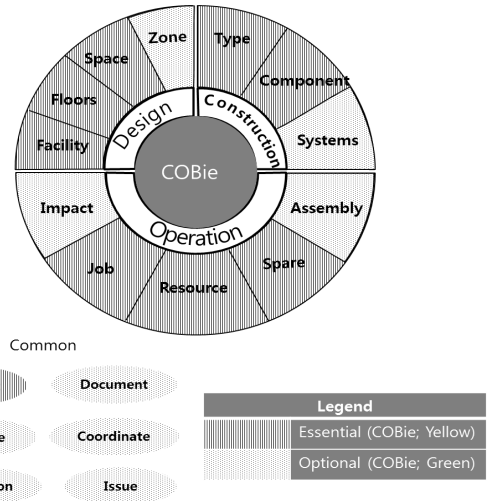 Zone
Type
Space
Component
Floors
Design
Construction
Facility
Systems
COBie
Impact
Assembly
Operation
Job
Spare
Resource
Common
Document
e
Coordinate
on
Issue
Legend
Essential (COBie; Yellow)
Optional (COBie; Green)